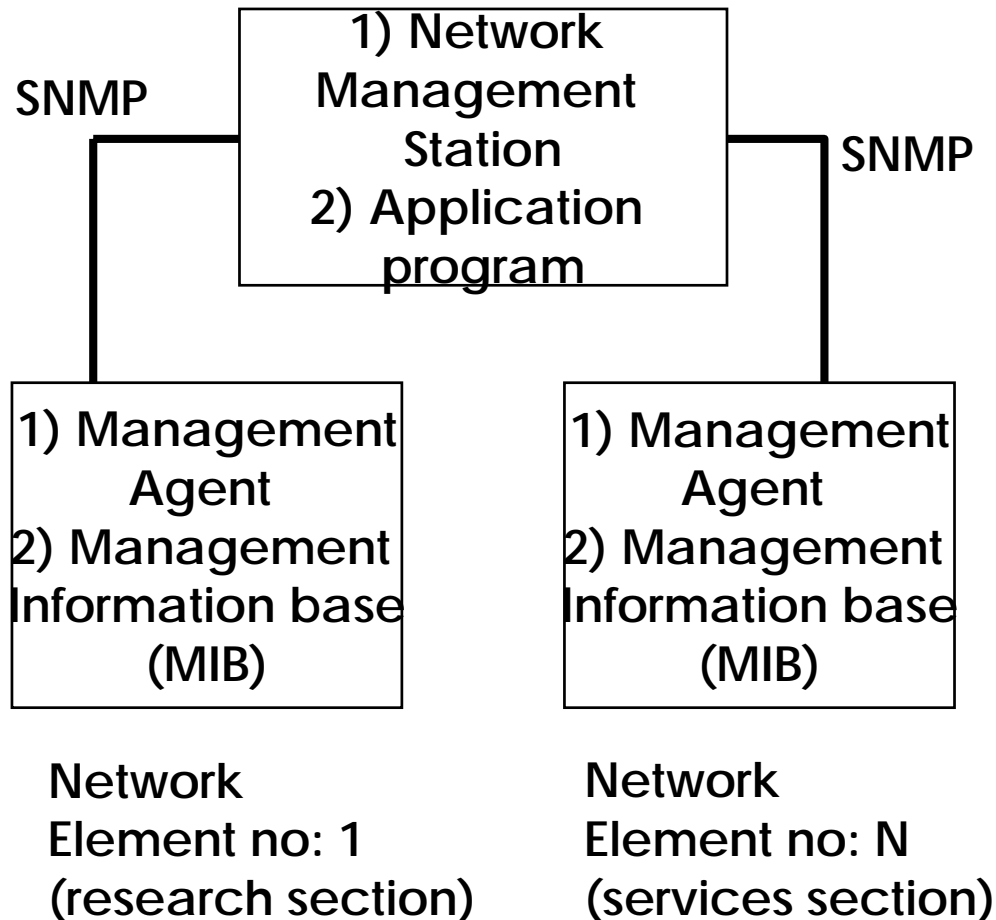 1) Network
Management
Station
2) Application
program
SNMP
SNMP
1) Management
Agent
2) Management
Information base
(MIB)
1) Management
Agent
2) Management
Information base
(MIB)
Network
Element no: 1
(research section)
Network
Element no: N
(services section)